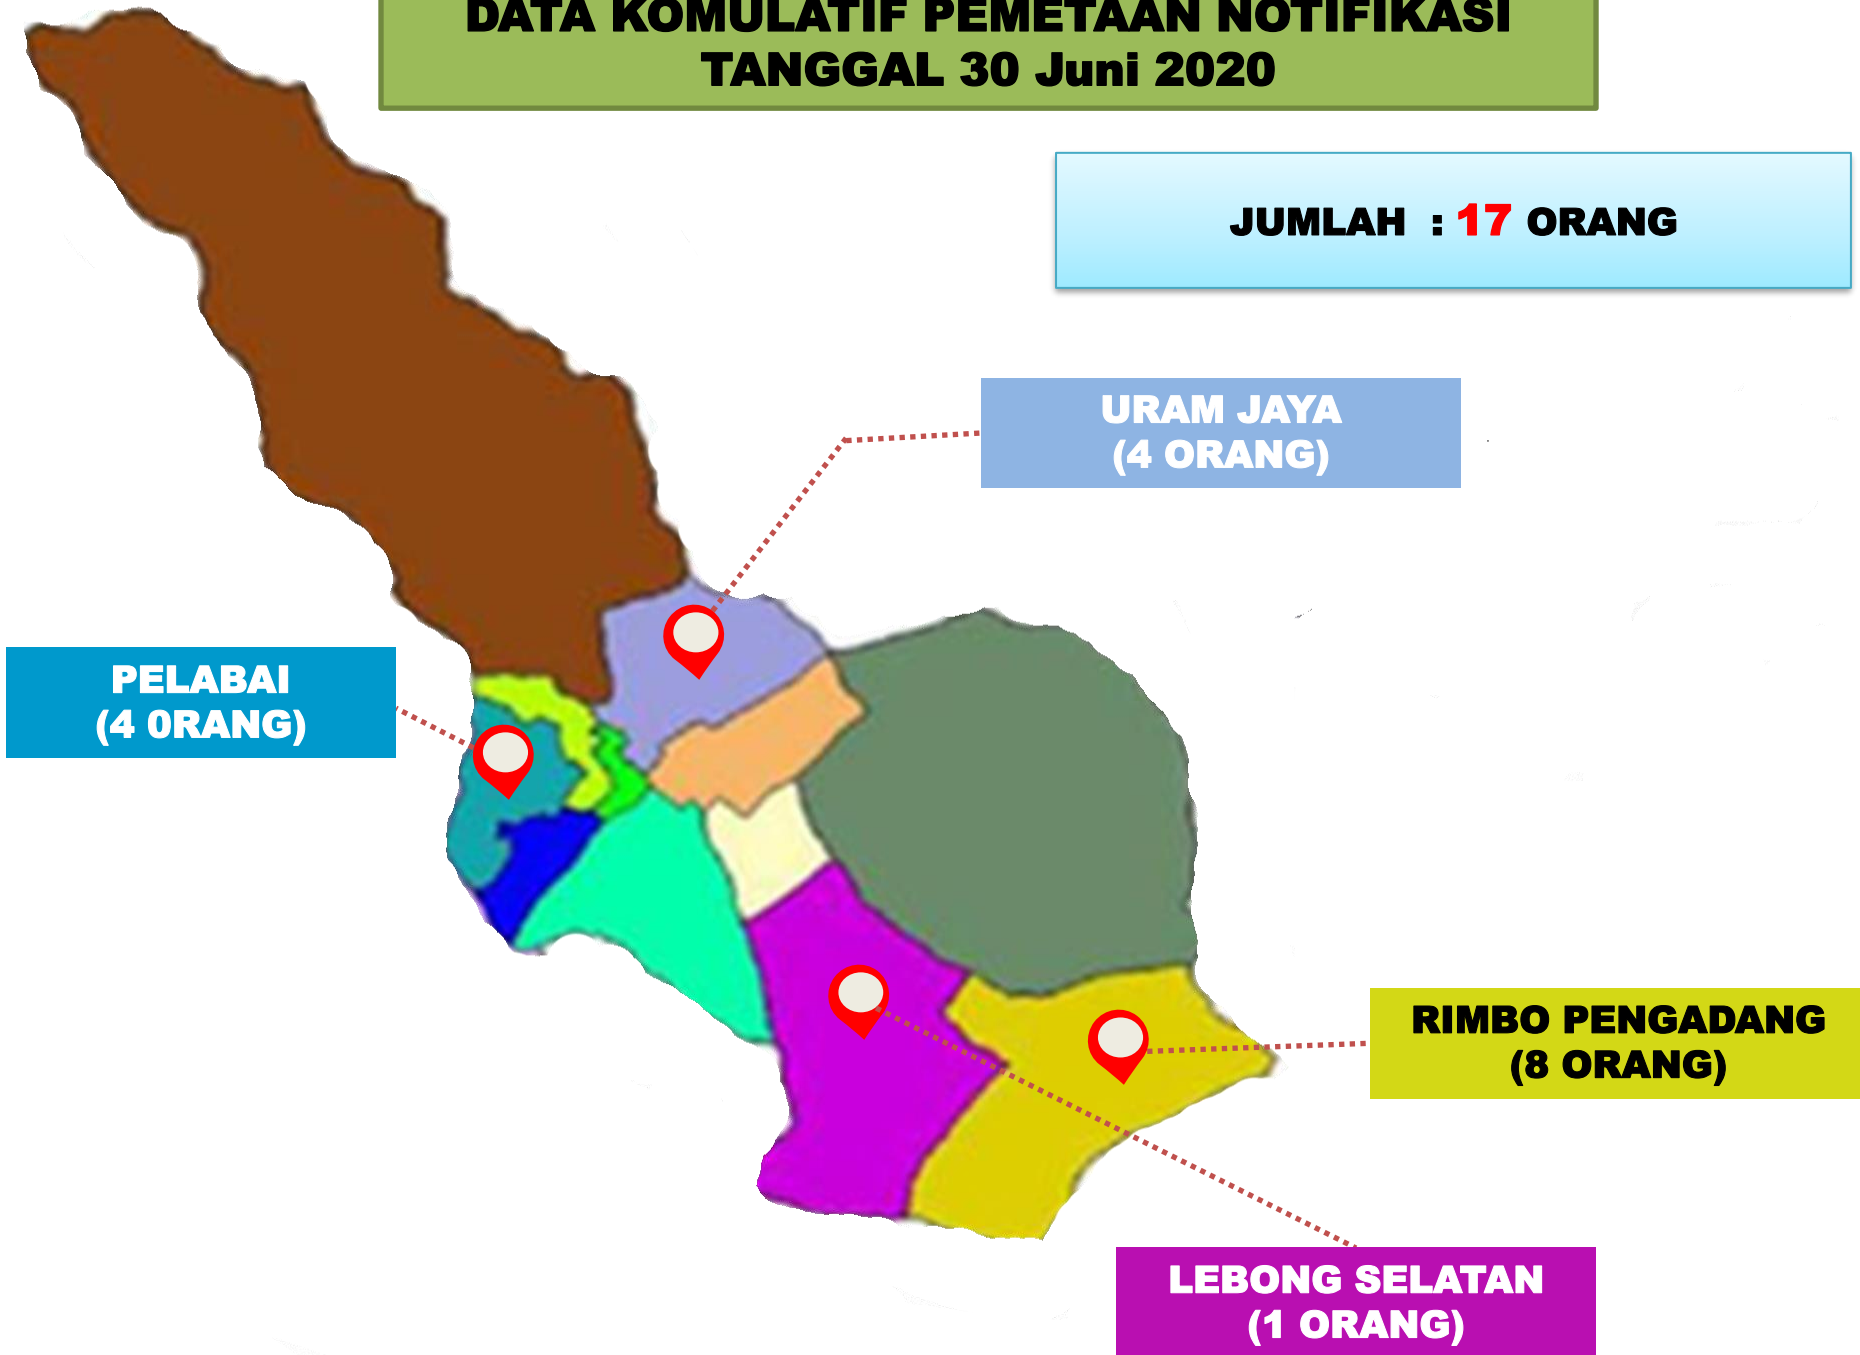 DATA KOMULATIF PEMETAAN NOTIFIKASI
TANGGAL 30 Juni 2020
JUMLAH : 17 ORANG
URAM JAYA
(4 ORANG)
PELABAI
(4 0RANG)
RIMBO PENGADANG
(8 ORANG)
LEBONG SELATAN
(1 ORANG)